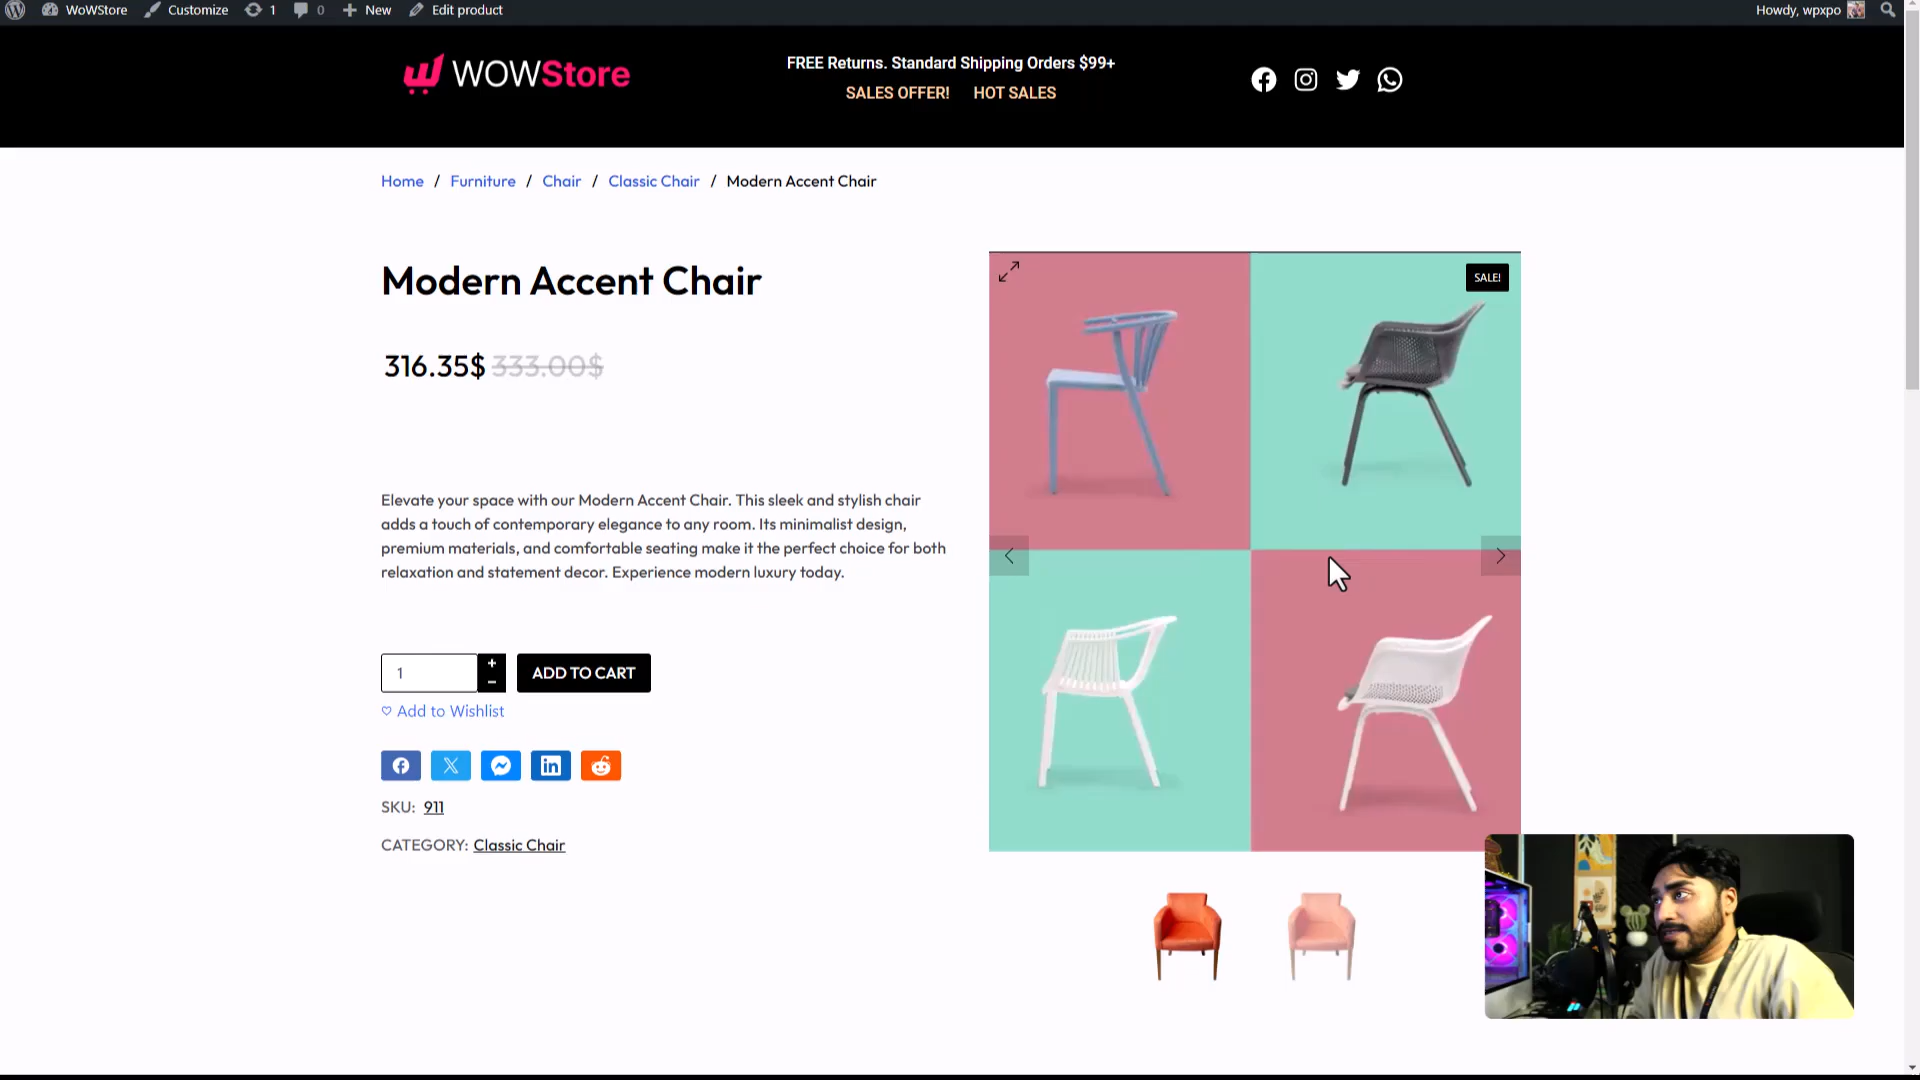 WoWStore Customize 1 0 New Edit product Howdy, wpxpo
WOWStore
FREE Returns. Standard Shipping Orders $99+
SALES OFFER! HOT SALES
Home / Furniture / Chair / Classic Chair / Modern Accent Chair
Modern Accent Chair
SALE!
316.35$ 333.00$
Elevate your space with our Modern Accent Chair. This sleek and stylish chair
adds a touch of contemporary elegance to any room. Its minimalist design,
premium materials, and comfortable seating make it the perfect choice for both
relaxation and statement decor. Experience modern luxury today.
1 + −
ADD TO CART
Add to Wishlist
SKU: 911
CATEGORY: Classic Chair